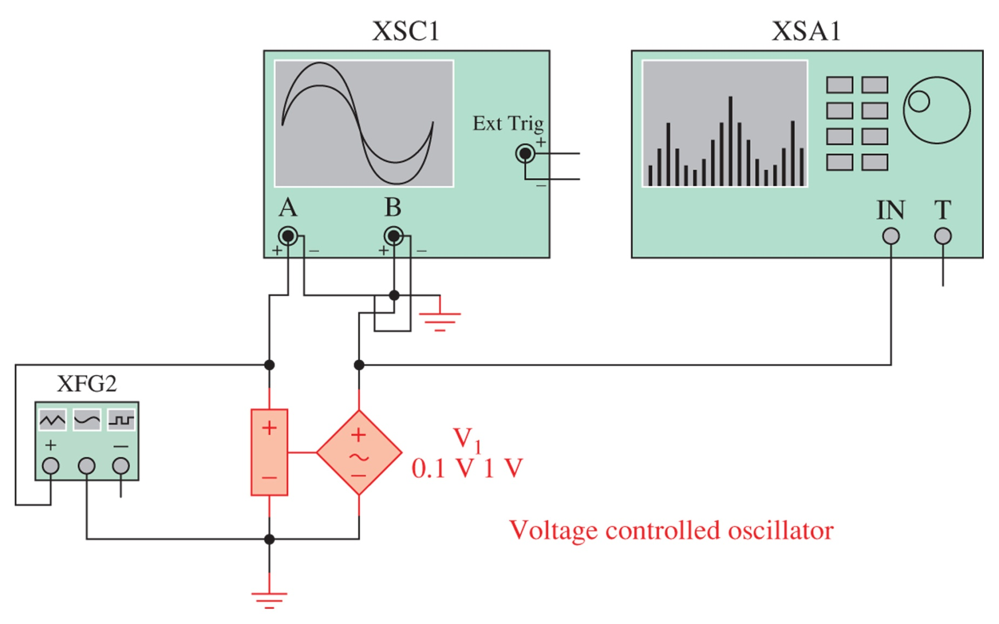 XSC1
XSA1
Ext Trig
+
−
A
B
IN T
+ −
+ −
XFG2
+ −
+
−
+
~
−
V1
0.1 V 1 V
Voltage controlled oscillator